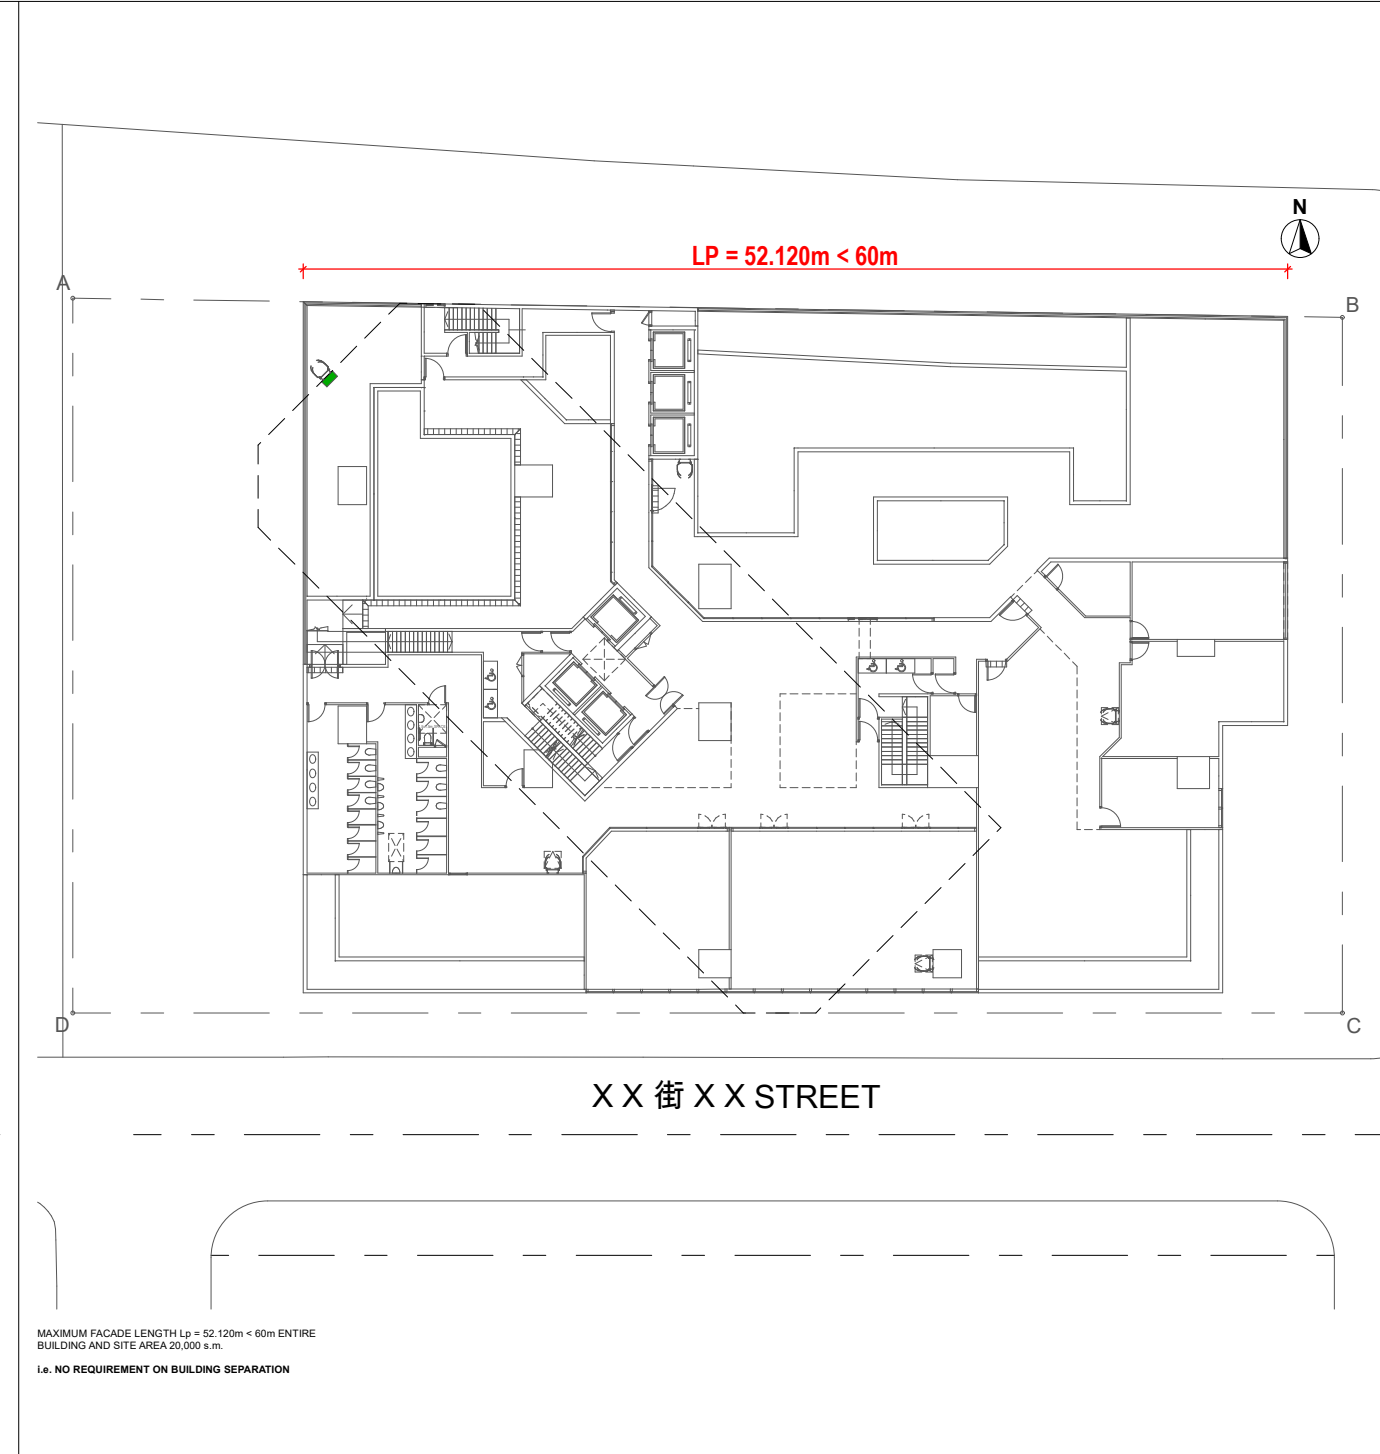 N
LP = 52.120m < 60m
A
B
D
C
X X 街 X X STREET
MAXIMUM FACADE LENGTH Lp = 52.120m < 60m ENTIRE
BUILDING AND SITE AREA 20,000 s.m.
i.e. NO REQUIREMENT ON BUILDING SEPARATION